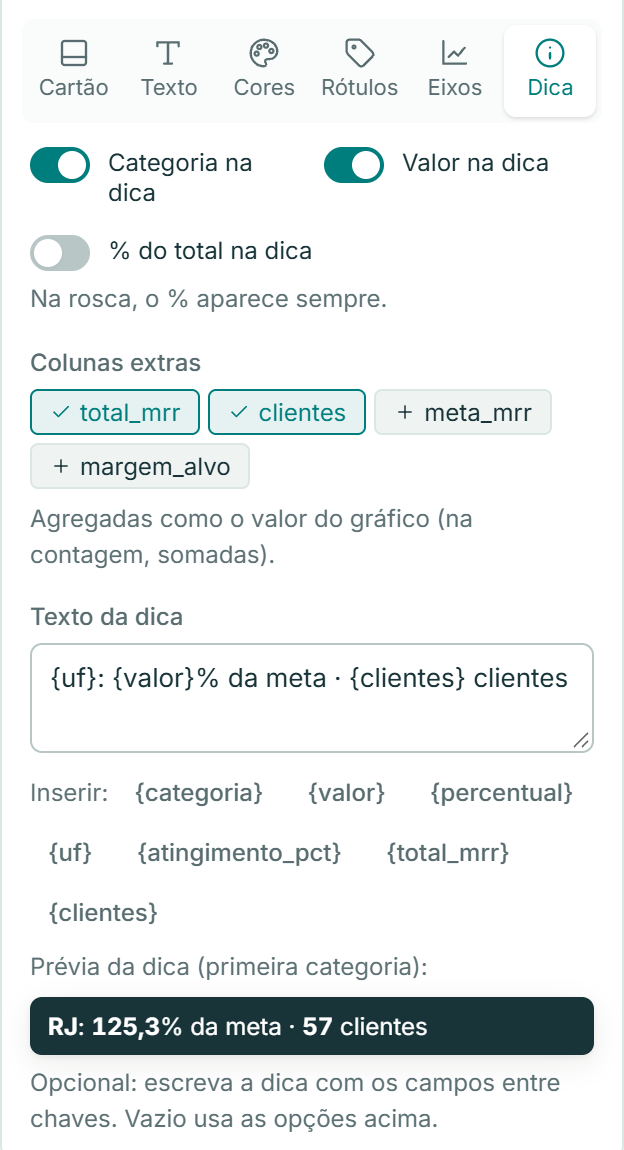 Cartão Texto Cores Rótulos Eixos Dica
Categoria na dica
Valor na dica
% do total na dica
Na rosca, o % aparece sempre.
Colunas extras
✓ total_mrr ✓ clientes + meta_mrr
+ margem_alvo
Agregadas como o valor do gráfico (na
contagem, somadas).
Texto da dica
{uf}: {valor}% da meta · {clientes} clientes
Inserir: {categoria} {valor} {percentual}
{uf} {atingimento_pct} {total_mrr}
{clientes}
Prévia da dica (primeira categoria):
RJ: 125,3% da meta · 57 clientes
Opcional: escreva a dica com os campos entre
chaves. Vazio usa as opções acima.